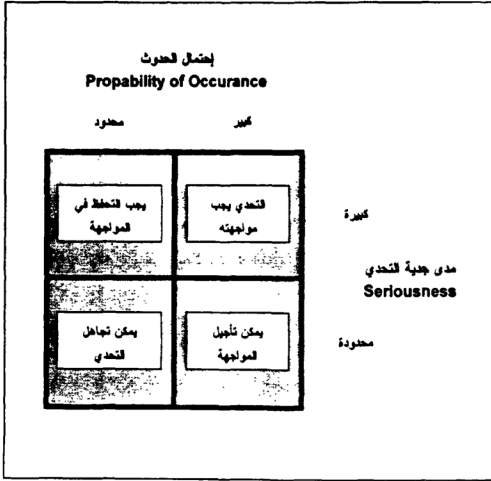 إحتمال الحدوث
Propability of Occurance
كبير
محدود
كبيرة
التحدي يجب
مواجهته
يجب التحفظ في
المواجهة
مدى جدية التحدي
Seriousness
محدودة
يمكن تأجيل
المواجهة
يمكن تجاهل
التحدي